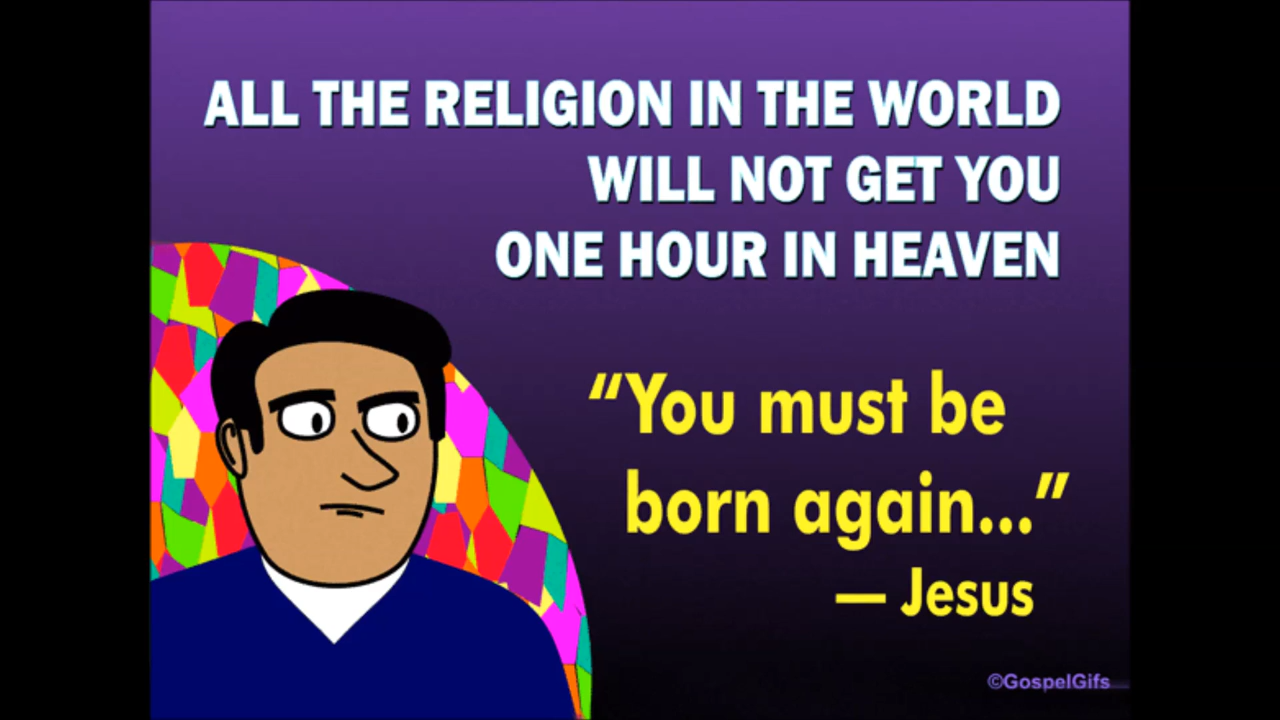 ALL THE RELIGION IN THE WORLD
WILL NOT GET YOU
ONE HOUR IN HEAVEN
“You must be
born again...”
— Jesus
©GospelGifs